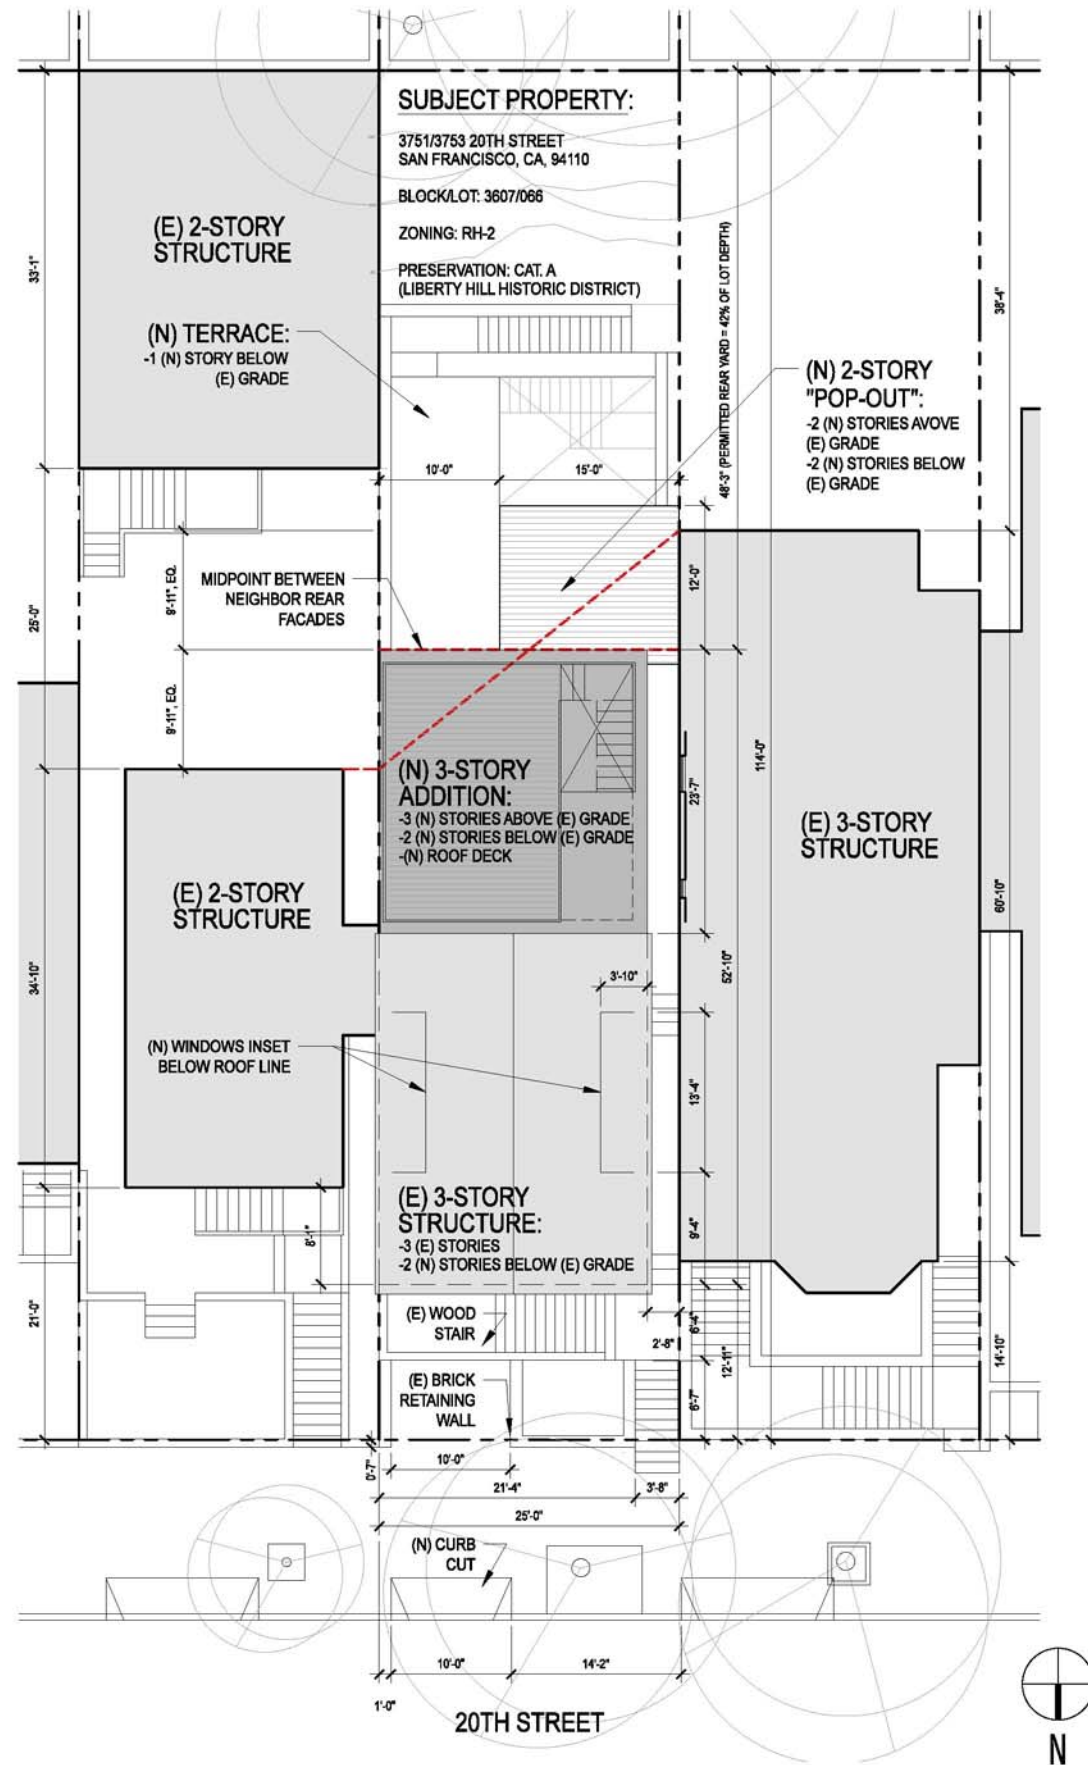 SUBJECT PROPERTY:
3751/3753 20TH STREET
SAN FRANCISCO, CA, 94110
BLOCK/LOT: 3607/066
ZONING: RH-2
PRESERVATION: CAT. A
(LIBERTY HILL HISTORIC DISTRICT)
(E) 2-STORY
STRUCTURE
33'-1"
38'-4"
(N) TERRACE:
-1 (N) STORY BELOW
(E) GRADE
48'-3" (PERMITTED REAR YARD = 42% OF LOT DEPTH)
(N) 2-STORY
"POP-OUT":
-2 (N) STORIES AVOVE
(E) GRADE
-2 (N) STORIES BELOW
(E) GRADE
10'-0"
15'-0"
9'-11", EQ.
12'-0"
MIDPOINT BETWEEN
NEIGHBOR REAR
FACADES
25'-0"
9'-11", EQ.
114'-0"
23'-7"
(N) 3-STORY
ADDITION:
-3 (N) STORIES ABOVE (E) GRADE
-2 (N) STORIES BELOW (E) GRADE
-(N) ROOF DECK
(E) 3-STORY
STRUCTURE
(E) 2-STORY
STRUCTURE
60'-10"
34'-10"
3'-10"
52'-10"
(N) WINDOWS INSET
BELOW ROOF LINE
13'-4"
(E) 3-STORY
STRUCTURE:
-3 (E) STORIES
-2 (N) STORIES BELOW (E) GRADE
9'-4"
8'-1"
21'-0"
(E) WOOD
STAIR
2'-8"
6'-4"
12'-11"
14'-10"
(E) BRICK
RETAINING
WALL
6'-7"
0'-7"
10'-0"
21'-4"
3'-8"
25'-0"
(N) CURB
CUT
10'-0"
14'-2"
1'-0"
20TH STREET
N